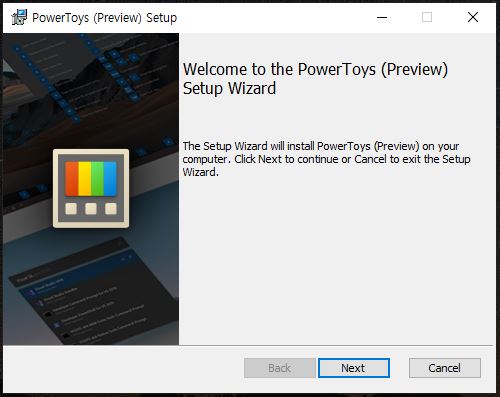 PowerToys (Preview) Setup
Welcome to the PowerToys (Preview)
Setup Wizard
The Setup Wizard will install PowerToys (Preview) on your
computer. Click Next to continue or Cancel to exit the Setup
Wizard.
Back
Next
Cancel